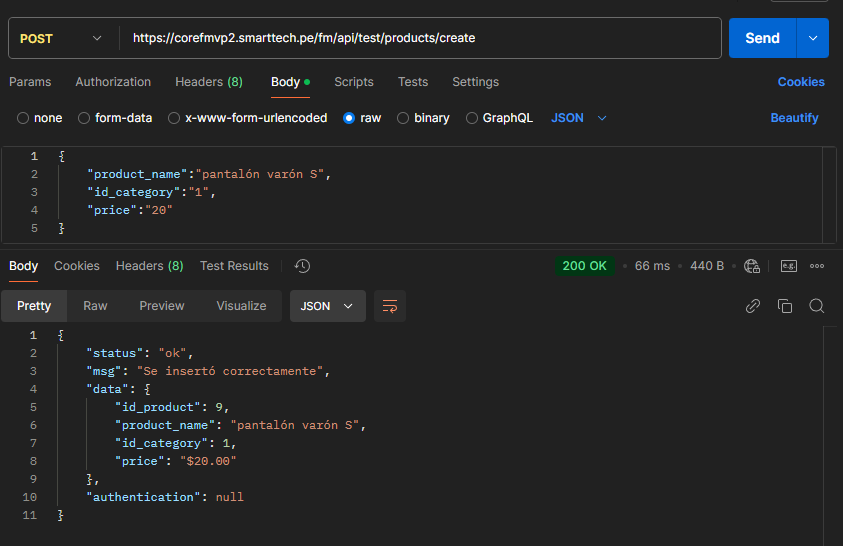 POST https://corefmvp2.smarttech.pe/fm/api/test/products/create Send
Params Authorization Headers (8) Body Scripts Tests Settings Cookies
none form-data x-www-form-urlencoded raw binary GraphQL JSON Beautify
1 {
2 "product_name":"pantalón varón S",
3 "id_category":"1",
4 "price":"20"
5 }
Body Cookies Headers (8) Test Results 200 OK • 66 ms • 440 B • e.g.
Pretty Raw Preview Visualize JSON
1 {
2 "status": "ok",
3 "msg": "Se insertó correctamente",
4 "data": {
5 "id_product": 9,
6 "product_name": "pantalón varón S",
7 "id_category": 1,
8 "price": "$20.00"
9 },
10 "authentication": null
11 }